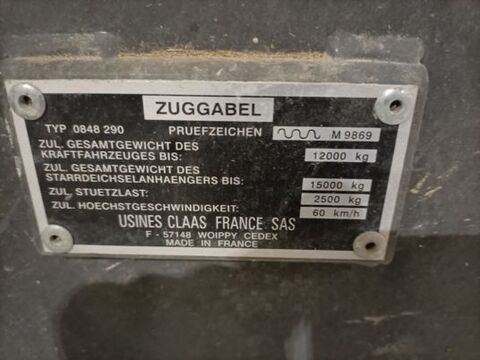 ZUGGABEL
TYP 0848 290 PRUEFZEICHEN M 9869
ZUL. GESAMTGEWICHT DES
KRAFTFAHRZEUGES BIS: 12000 kg
ZUL. GESAMTGEWICHT DES
STARRDEICHSELANHAENGERS BIS: 15000 kg
ZUL. STUETZLAST: 2500 kg
ZUL. HOECHSTGESCHWINDIGKEIT: 60 km/h
USINES CLAAS FRANCE SAS
F - 57148 WOIPPY CEDEX
MADE IN FRANCE